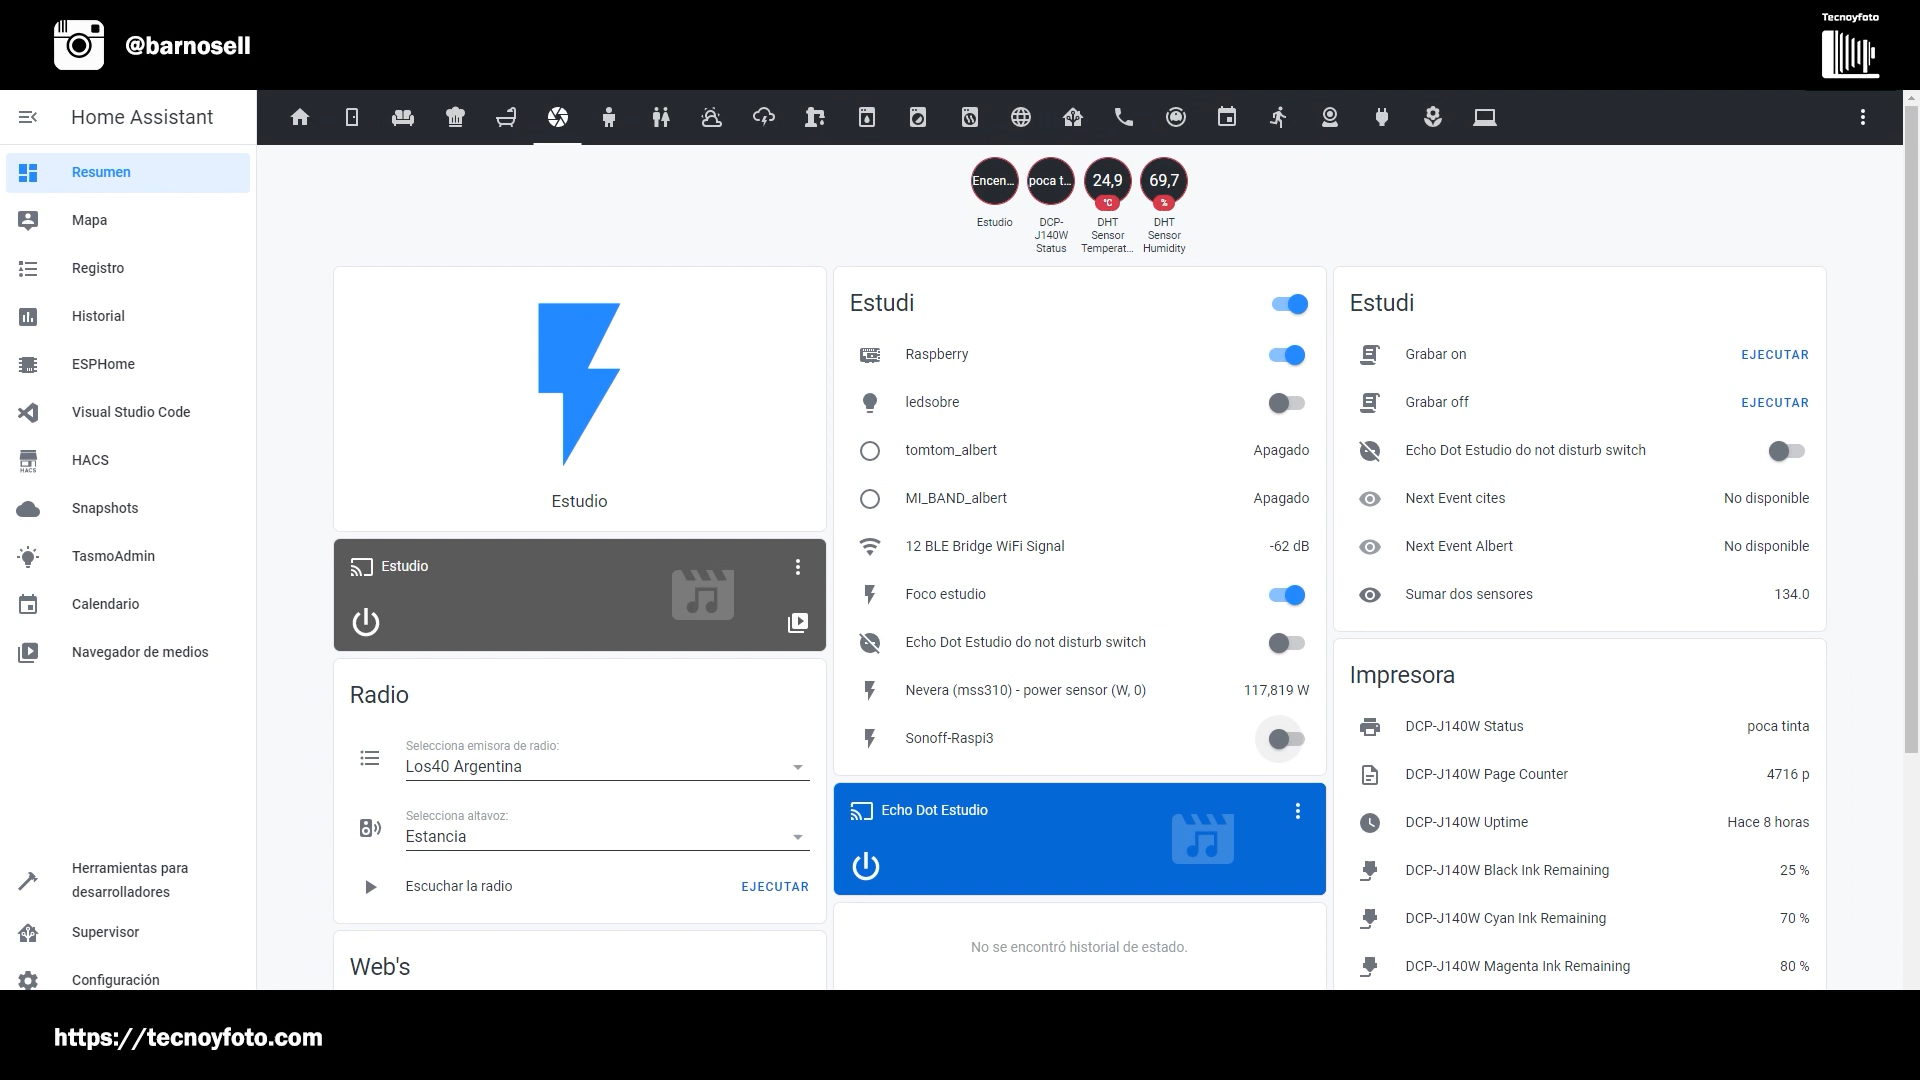 @barnosell
Tecnoyfoto
Home Assistant
Resumen
Mapa
Registro
Historial
ESPHome
Visual Studio Code
HACS
HACS
Snapshots
TasmoAdmin
Calendario
Navegador de medios
Herramientas para
desarrolladores
Supervisor
Configuración
Encen...
Estudio
poca t...
DCP-
J140W
Status
24,9
°C
DHT
Sensor
Temperat...
69,7
%
DHT
Sensor
Humidity
Estudio
Estudio
Radio
Selecciona emisora de radio:
Los40 Argentina
Selecciona altavoz:
Estancia
Escuchar la radio EJECUTAR
Web's
Estudi
Raspberry
ledsobre
tomtom_albert Apagado
MI_BAND_albert Apagado
12 BLE Bridge WiFi Signal -62 dB
Foco estudio
Echo Dot Estudio do not disturb switch
Nevera (mss310) - power sensor (W, 0) 117,819 W
Sonoff-Raspi3
Echo Dot Estudio
No se encontró historial de estado.
Estudi
Grabar on EJECUTAR
Grabar off EJECUTAR
Echo Dot Estudio do not disturb switch
Next Event cites No disponible
Next Event Albert No disponible
Sumar dos sensores 134.0
Impresora
DCP-J140W Status poca tinta
DCP-J140W Page Counter 4716 p
DCP-J140W Uptime Hace 8 horas
DCP-J140W Black Ink Remaining 25 %
DCP-J140W Cyan Ink Remaining 70 %
DCP-J140W Magenta Ink Remaining 80 %
https://tecnoyfoto.com